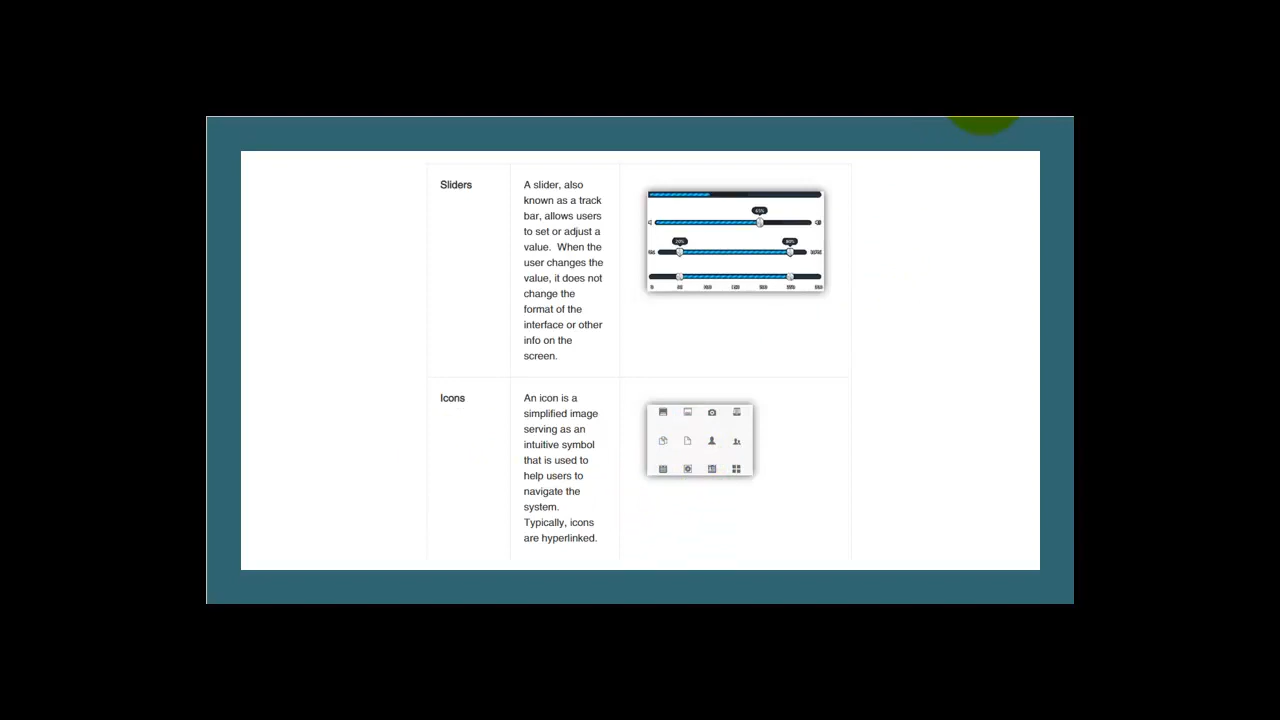 Sliders
A slider, also
known as a track
bar, allows users
to set or adjust a
value.  When the
user changes the
value, it does not
change the
format of the
interface or other
info on the
screen.
Icons
An icon is a
simplified image
serving as an
intuitive symbol
that is used to
help users to
navigate the
system.
Typically, icons
are hyperlinked.